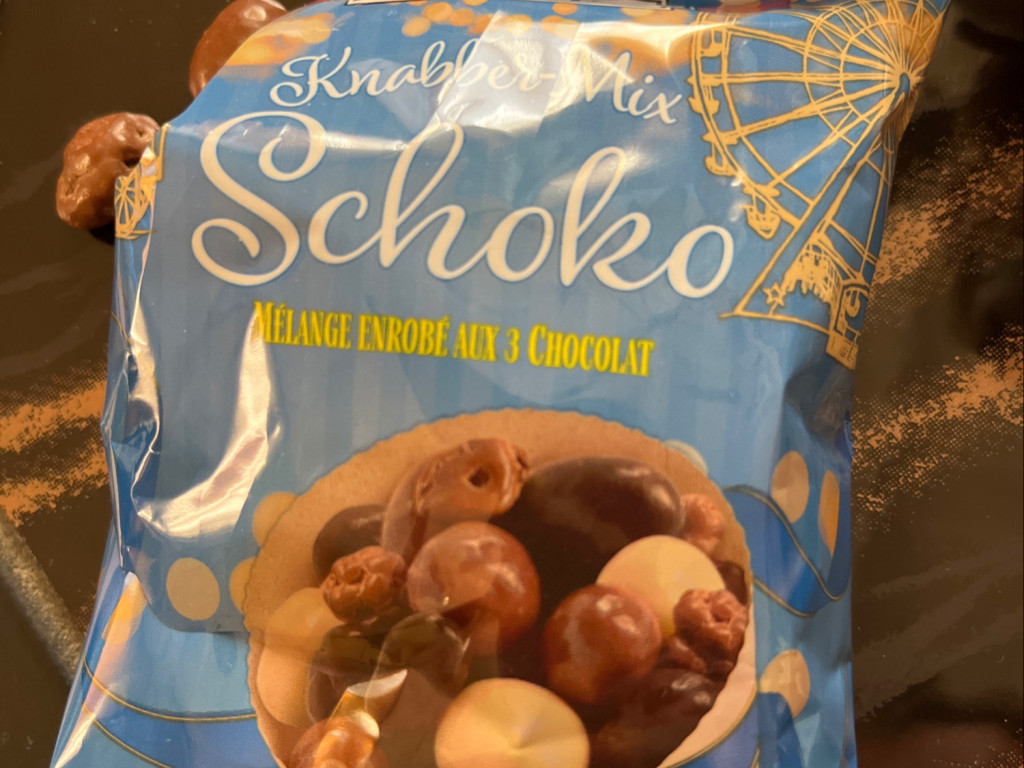 Knabber-Mix
Schoko
MÉLANGE ENROBÉ AUX 3 CHOCOLAT